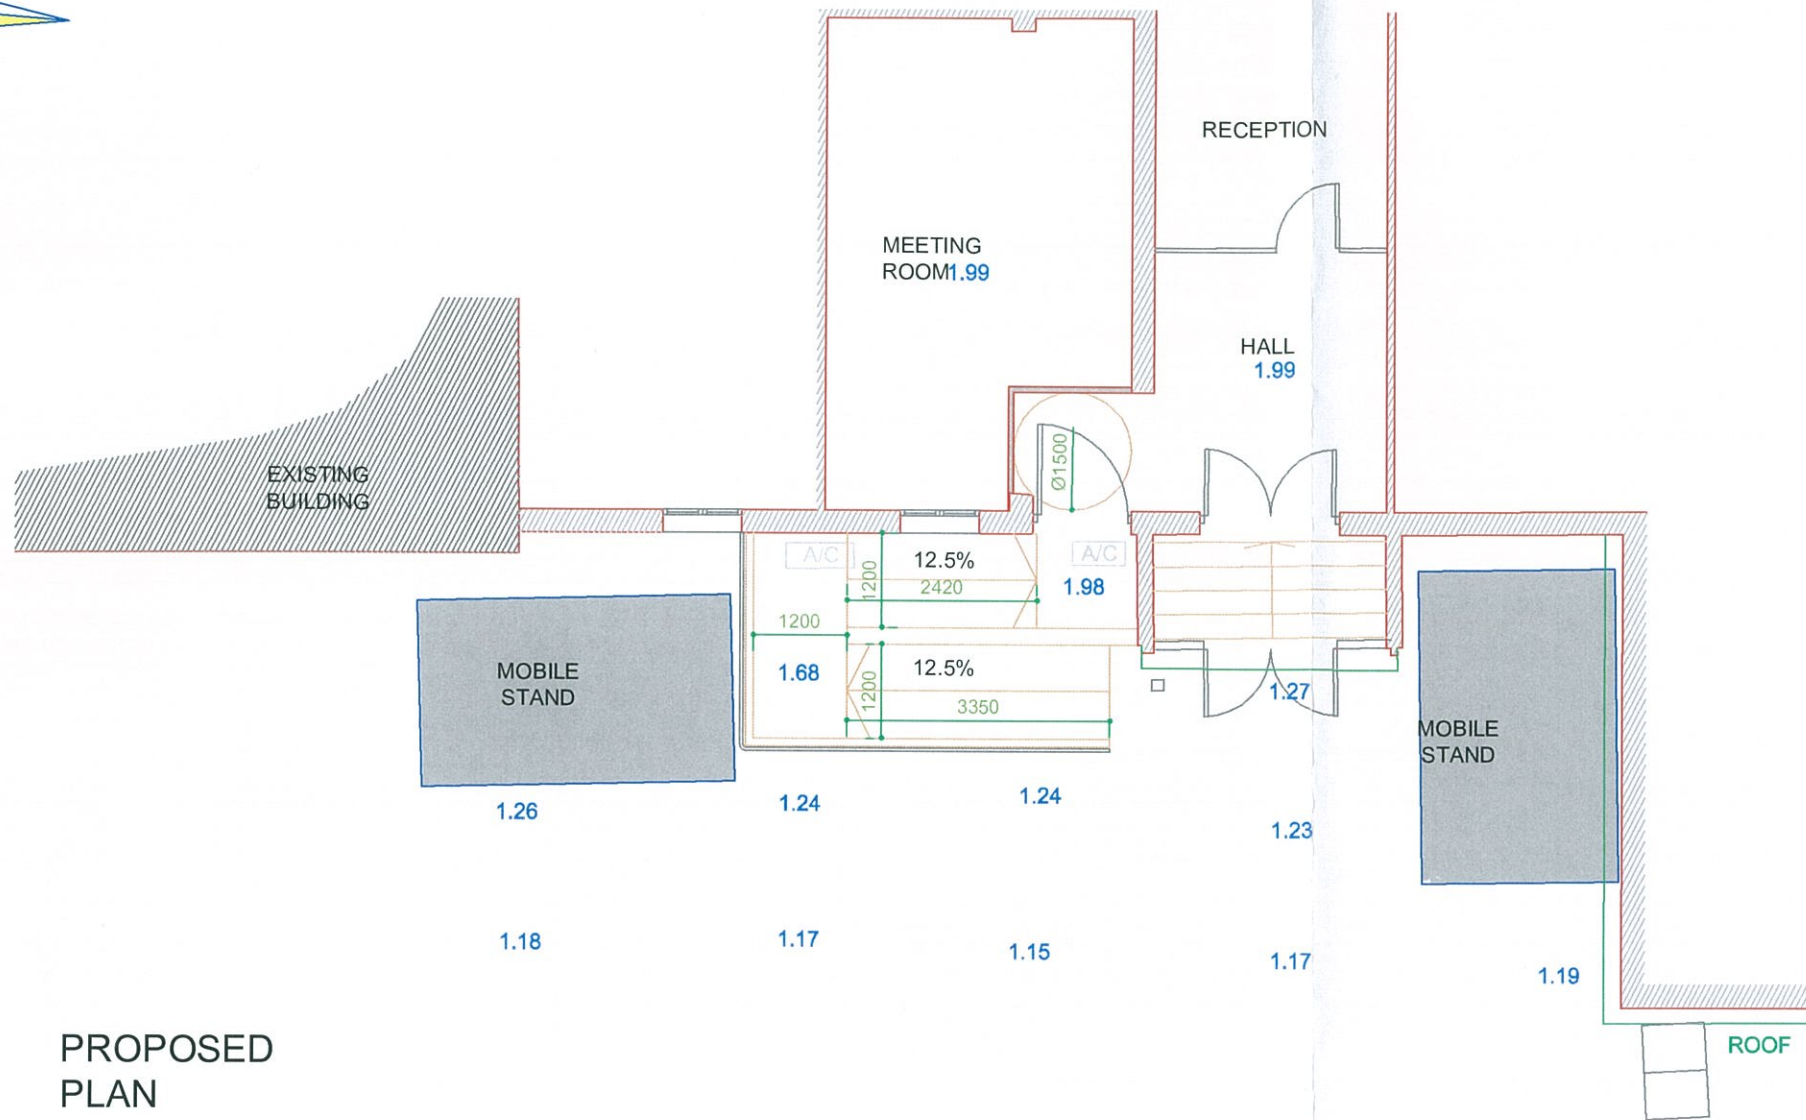 RECEPTION
MEETING
ROOM1.99
HALL
1.99
EXISTING
BUILDING
Ø1500
A/C
12.5%
A/C
1200
2420
1.98
1200
MOBILE
STAND
1.68
12.5%
1200
3350
1.27
MOBILE
STAND
1.26
1.24
1.24
1.23
1.18
1.17
1.15
1.17
1.19
PROPOSED
PLAN
ROOF